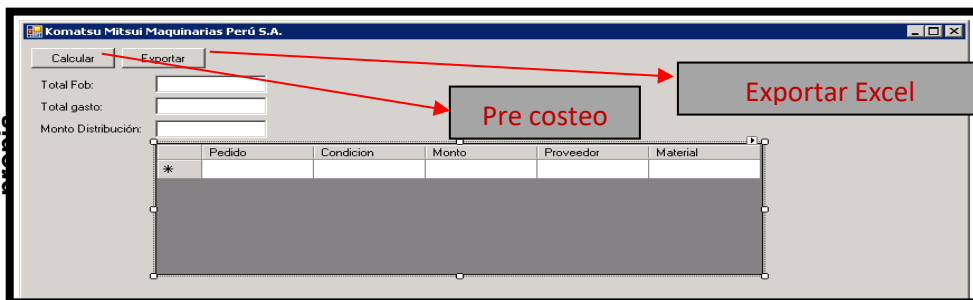 Komatsu Mitsui Maquinarias Perú S.A.
Calcular Exportar
Total Fob:
Total gasto:
Monto Distribución:
Pre costeo
Exportar Excel
Pedido Condicion Monto Proveedor Material